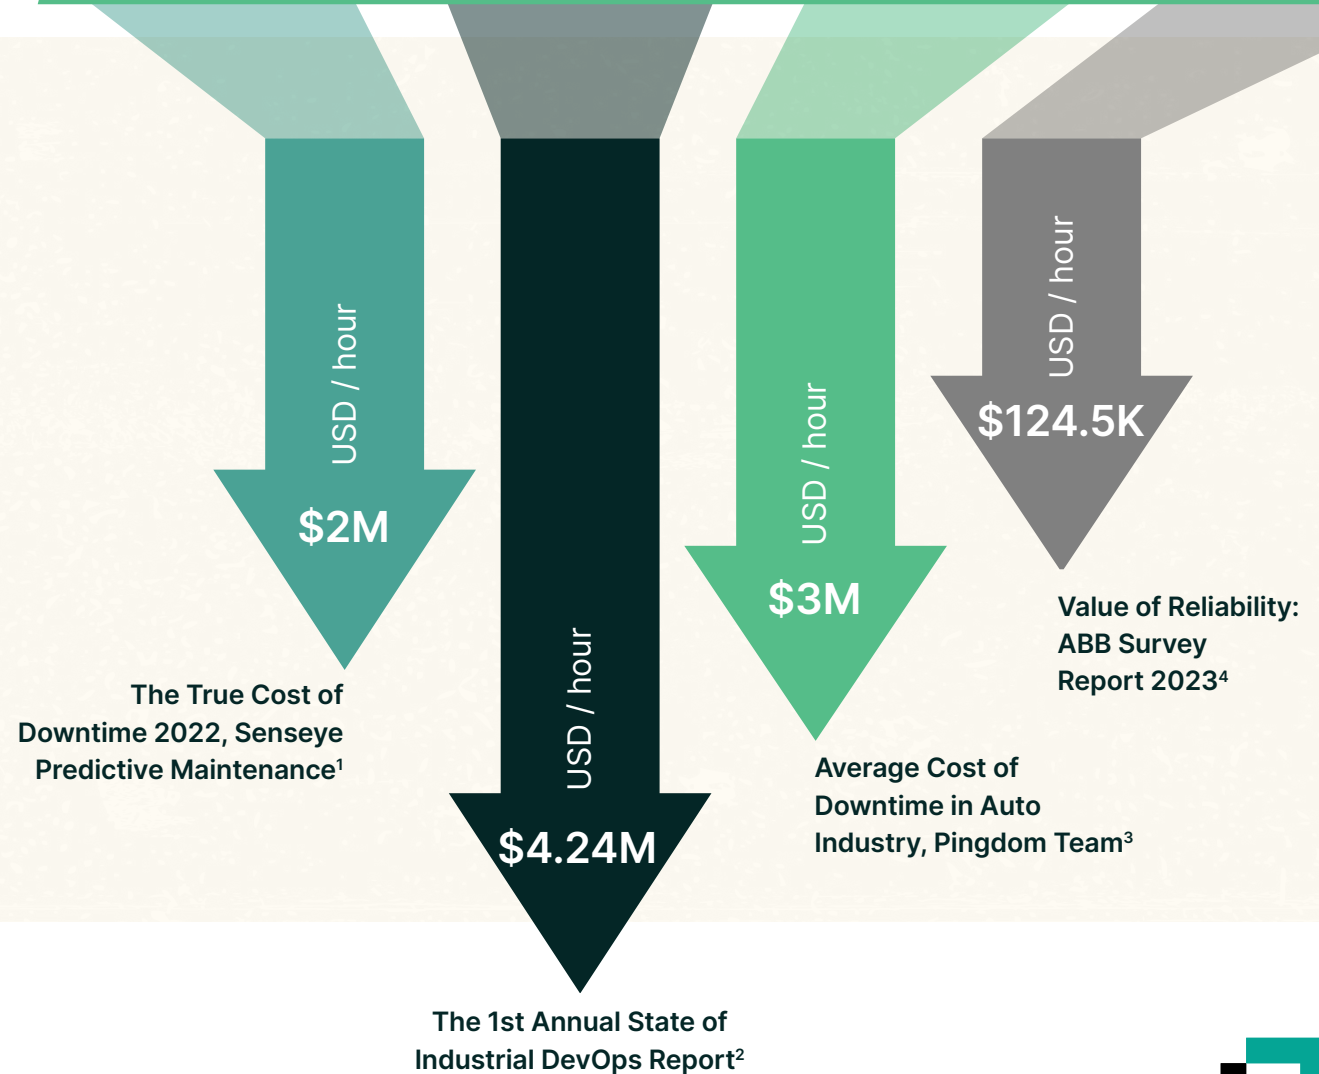 USD / hour
$2M
The True Cost of
Downtime 2022, Senseye
Predictive Maintenance¹
USD / hour
$4.24M
The 1st Annual State of
Industrial DevOps Report²
USD / hour
$3M
Average Cost of
Downtime in Auto
Industry, Pingdom Team³
USD / hour
$124.5K
Value of Reliability:
ABB Survey
Report 2023⁴